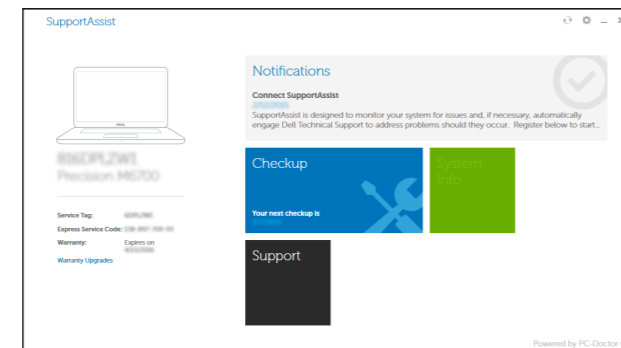 SupportAssist
Notifications
Connect SupportAssist
SupportAssist is designed to monitor your system for issues and, if necessary, automatically
engage Dell Technical Support to address problems should they occur. Register below to start...
DELL
Precision M6700
Checkup
Your next checkup is
System
Info
Service Tag:
Express Service Code:
Warranty: Expires on
Warranty Upgrades
Support
Powered by PC-Doctor